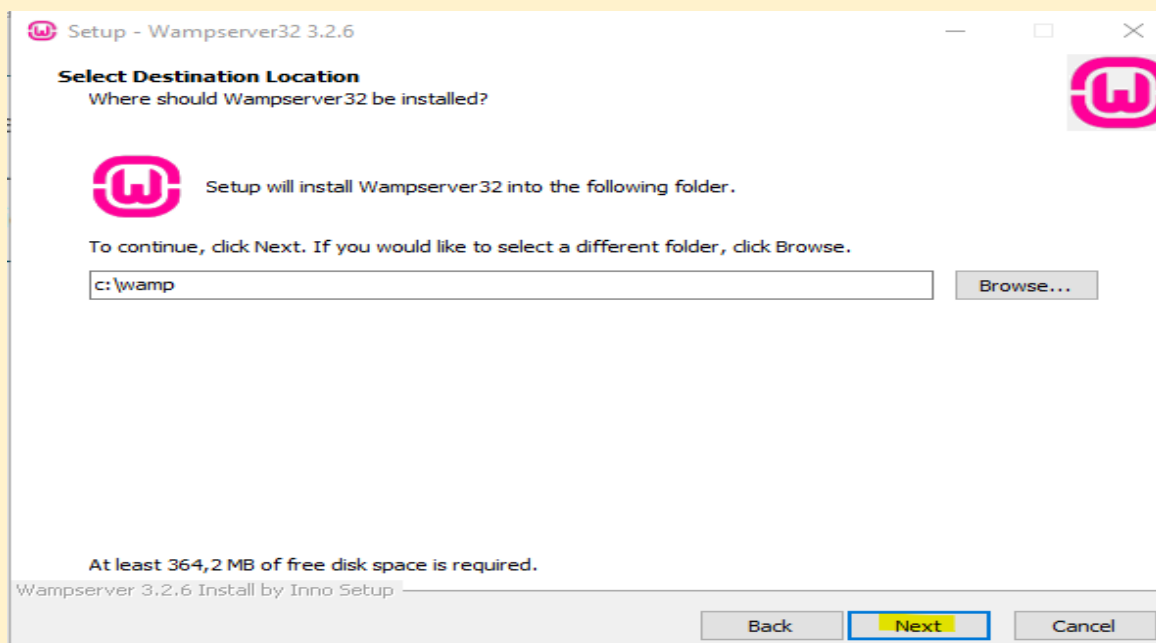 Setup - Wampserver32 3.2.6
Select Destination Location
Where should Wampserver32 be installed?
Setup will install Wampserver32 into the following folder.
To continue, click Next. If you would like to select a different folder, click Browse.
c:\wamp
Browse...
At least 364,2 MB of free disk space is required.
Wampserver 3.2.6 Install by Inno Setup
Back Next Cancel